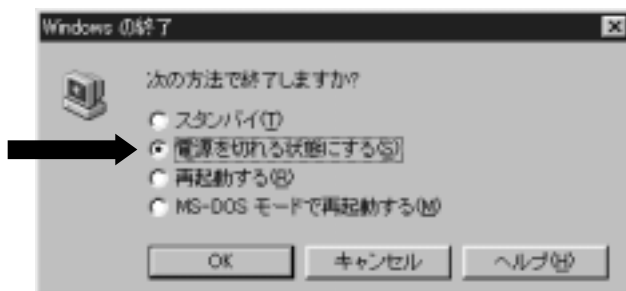 Windows の終了
次の方法で終了しますか?
スタンバイ(T)
電源を切れる状態にする(S)
再起動する(R)
MS-DOS モードで再起動する(M)
OK キャンセル ヘルプ(H)